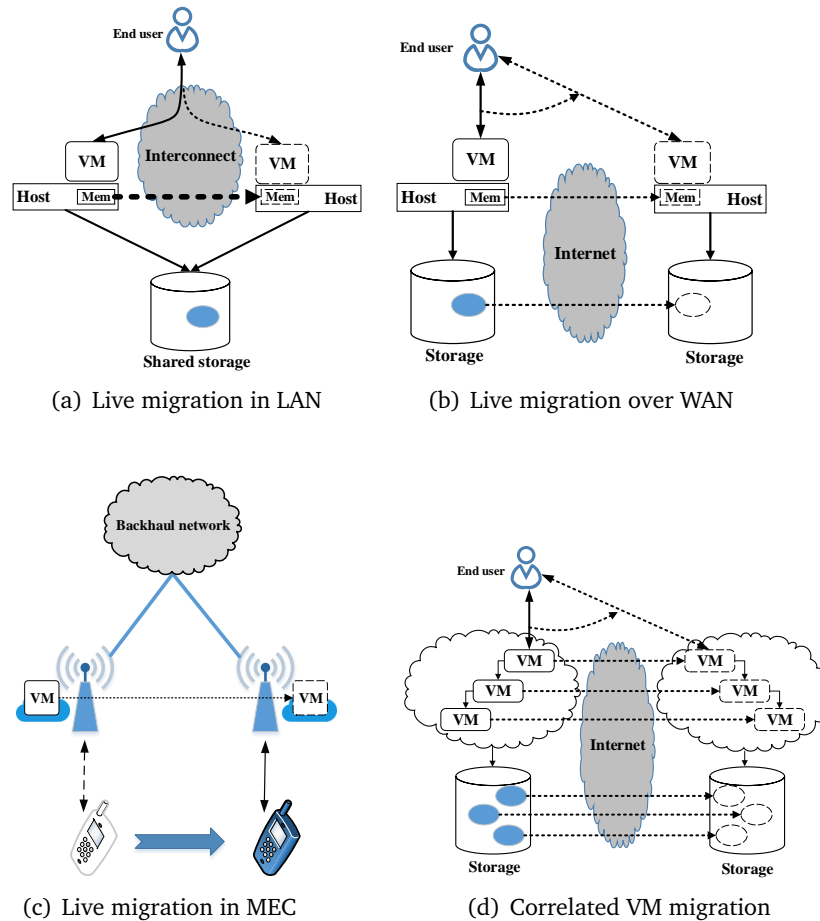 End user
VM
Interconnect
VM
Host
Mem
Mem
Host
Shared storage
(a) Live migration in LAN
End user
VM
VM
Host
Mem
Mem
Host
Internet
Storage
Storage
(b) Live migration over WAN
Backhaul network
VM
VM
(c) Live migration in MEC
End user
VM
VM
VM
VM
VM
VM
Internet
Storage
Storage
(d) Correlated VM migration